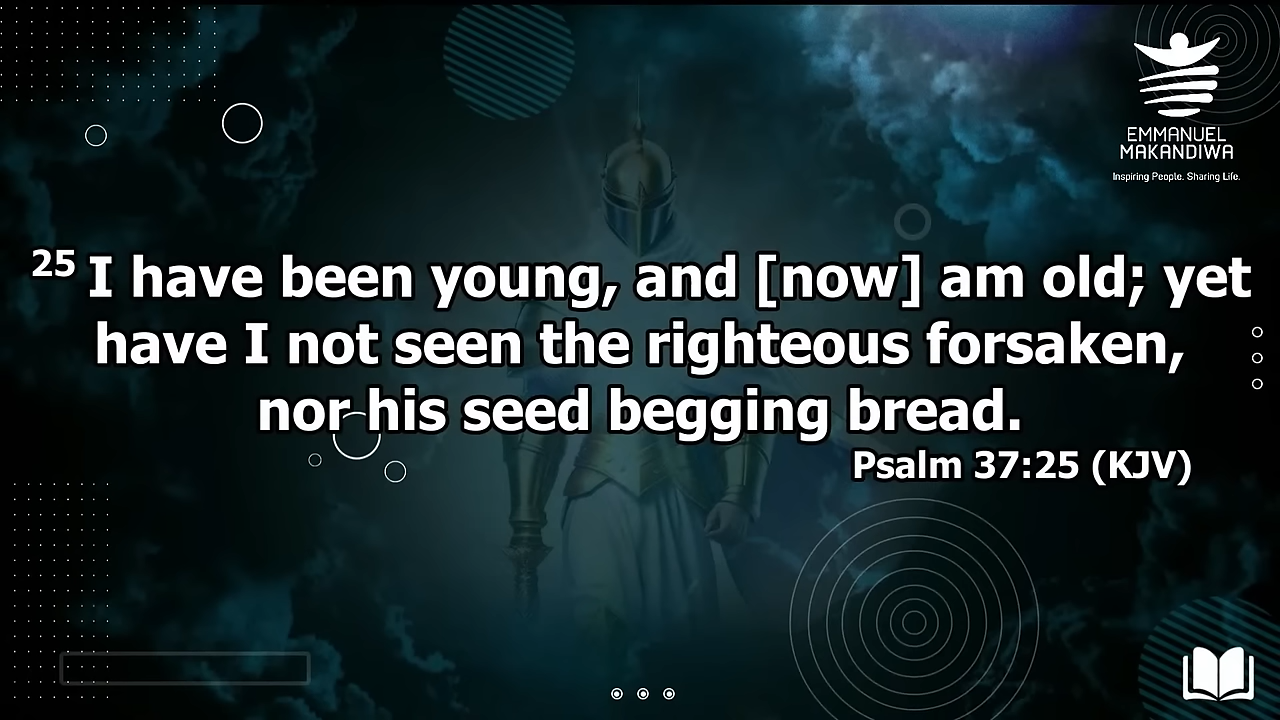 EMMANUEL
MAKANDIWA
Inspiring People. Sharing Life.
25 I have been young, and [now] am old; yet
have I not seen the righteous forsaken,
nor his seed begging bread.
Psalm 37:25 (KJV)